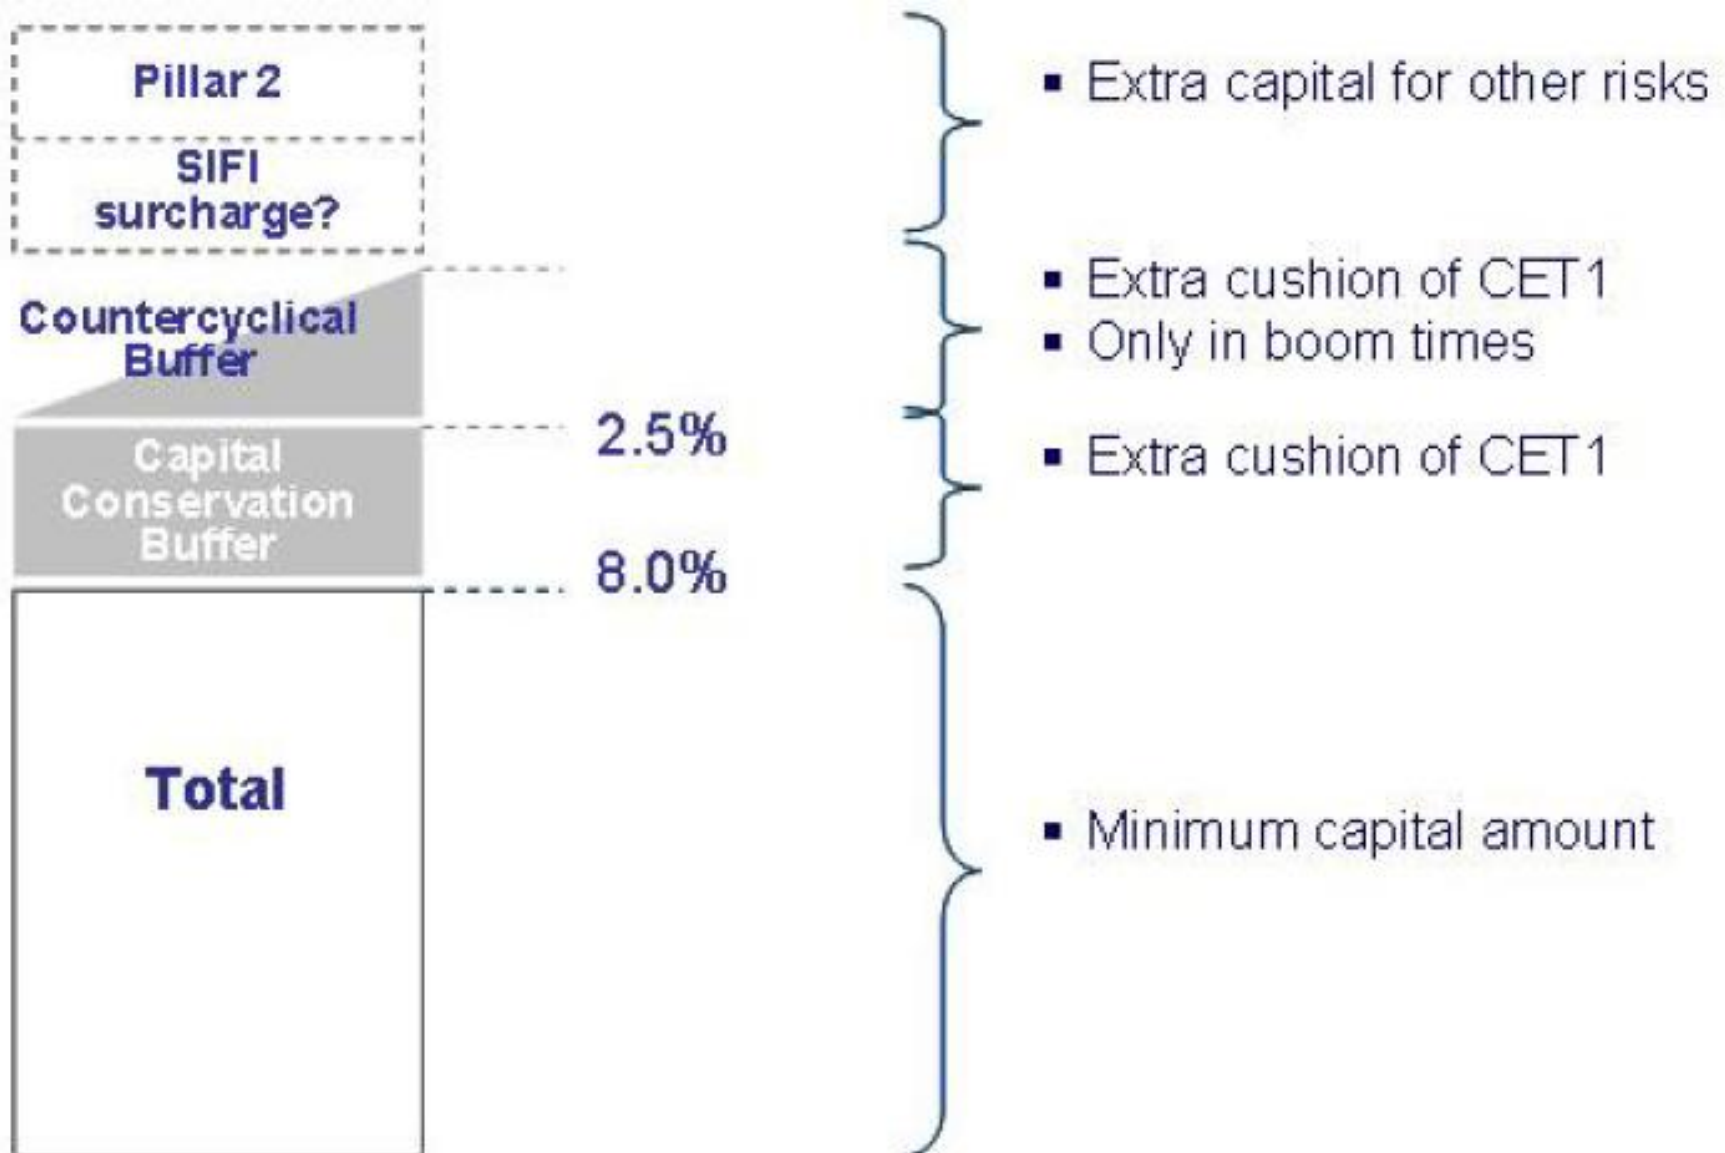 Pillar 2
SIFI
surcharge?
Countercyclical
Buffer
Capital
Conservation
Buffer
Total
2.5%
8.0%
▪ Extra capital for other risks
▪ Extra cushion of CET1
▪ Only in boom times
▪ Extra cushion of CET1
▪ Minimum capital amount